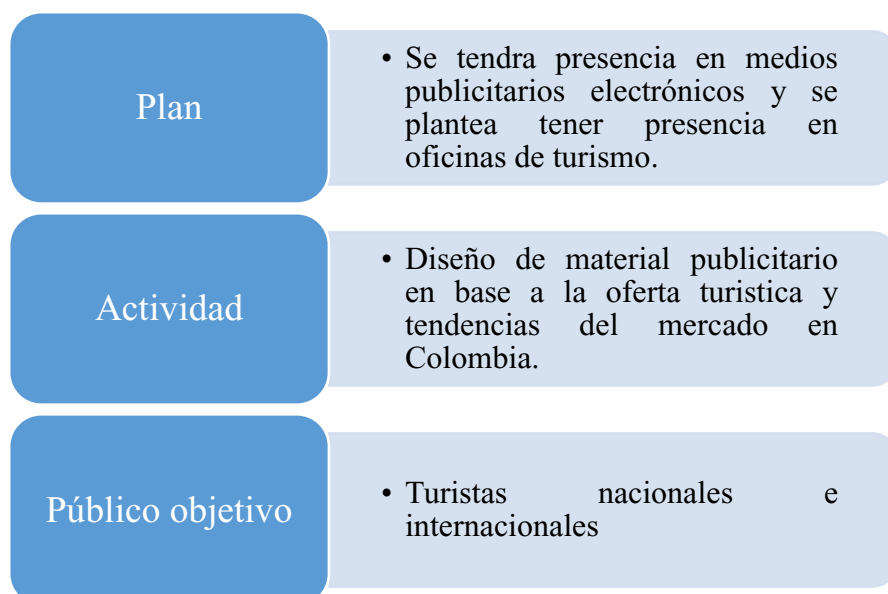 Plan
• Se tendra presencia en medios
publicitarios electrónicos y se
plantea tener presencia en
oficinas de turismo.
Actividad
• Diseño de material publicitario
en base a la oferta turistica y
tendencias del mercado en
Colombia.
Público objetivo
• Turistas nacionales e
internacionales